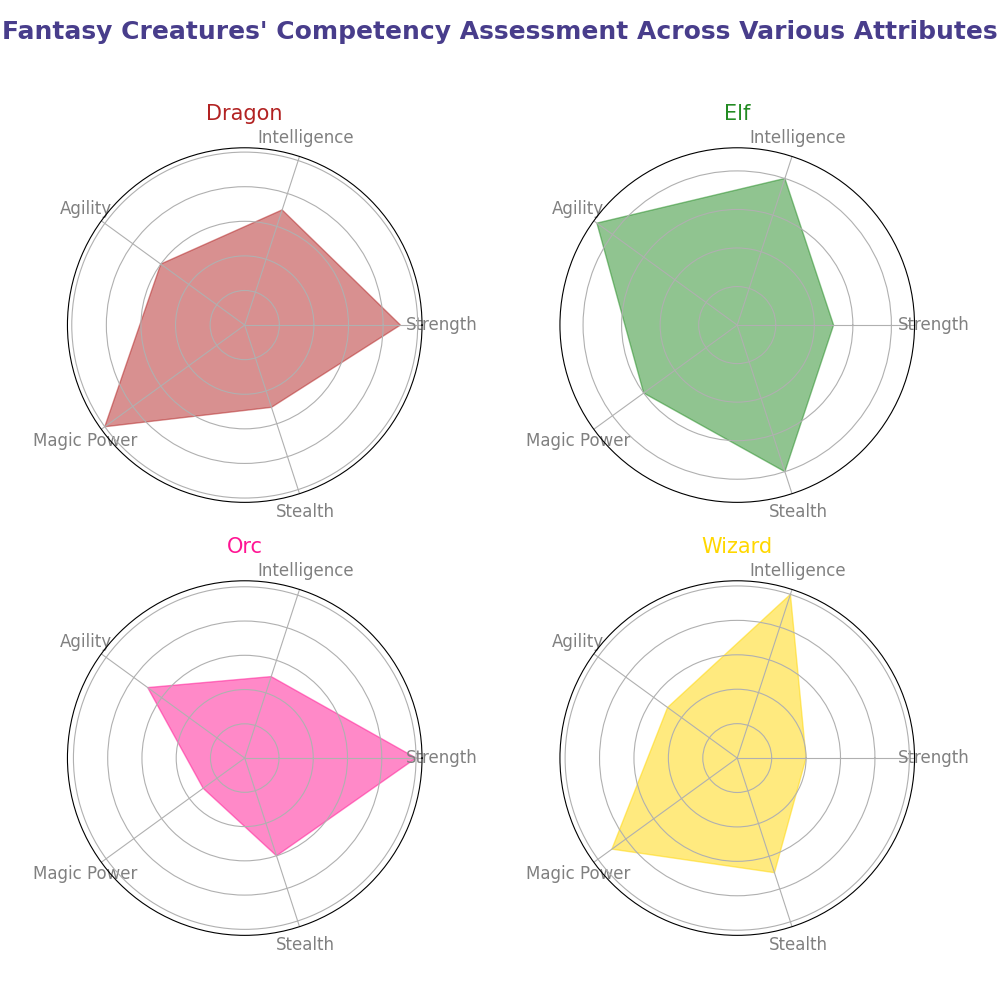 Fantasy Creatures' Competency Assessment Across Various Attributes
Dragon
Intelligence
Agility
Strength
Magic Power
Stealth
Elf
Intelligence
Agility
Strength
Magic Power
Stealth
Orc
Intelligence
Agility
Strength
Magic Power
Stealth
Wizard
Intelligence
Agility
Strength
Magic Power
Stealth